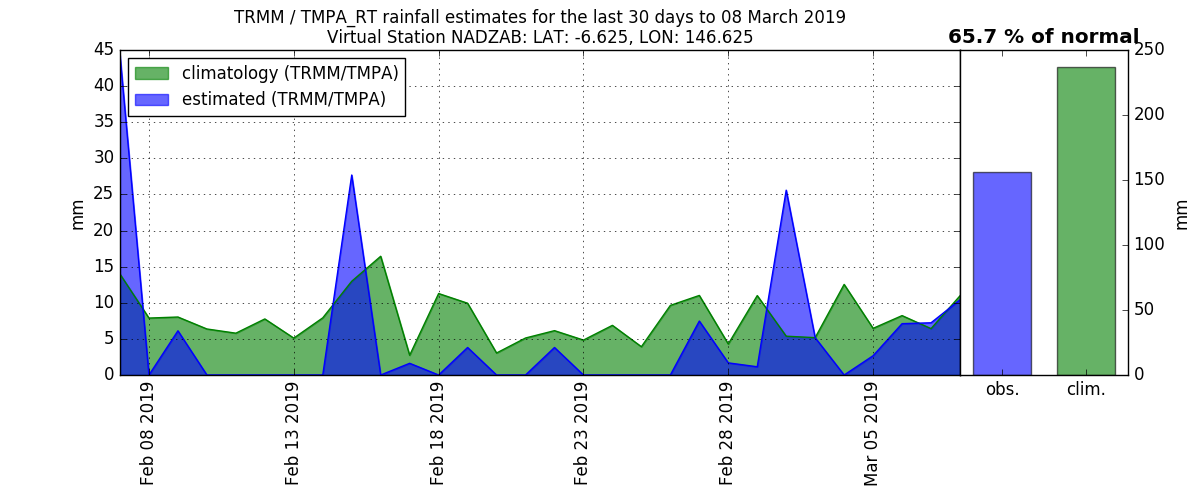 TRMM / TMPA_RT rainfall estimates for the last 30 days to 08 March 2019
Virtual Station NADZAB: LAT: -6.625, LON: 146.625
65.7 % of normal
climatology (TRMM/TMPA)
estimated (TRMM/TMPA)
45
40
35
30
25
20
15
10
5
0
mm
Feb 08 2019
Feb 13 2019
Feb 18 2019
Feb 23 2019
Feb 28 2019
Mar 05 2019
obs.
clim.
250
200
150
100
50
0
mm